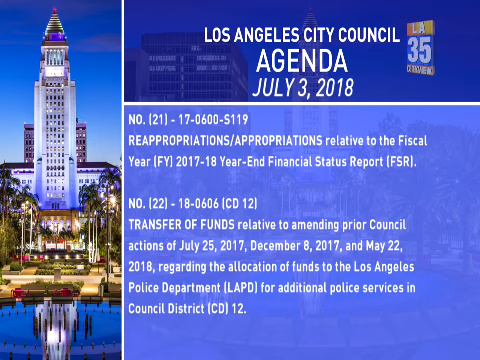 LOS ANGELES CITY COUNCIL
AGENDA
JULY 3, 2018
LA
35
NO. (21) - 17-0600-S119
REAPPROPRIATIONS/APPROPRIATIONS relative to the Fiscal
Year (FY) 2017-18 Year-End Financial Status Report (FSR).
NO. (22) - 18-0606 (CD 12)
TRANSFER OF FUNDS relative to amending prior Council
actions of July 25, 2017, December 8, 2017, and May 22,
2018, regarding the allocation of funds to the Los Angeles
Police Department (LAPD) for additional police services in
Council District (CD) 12.